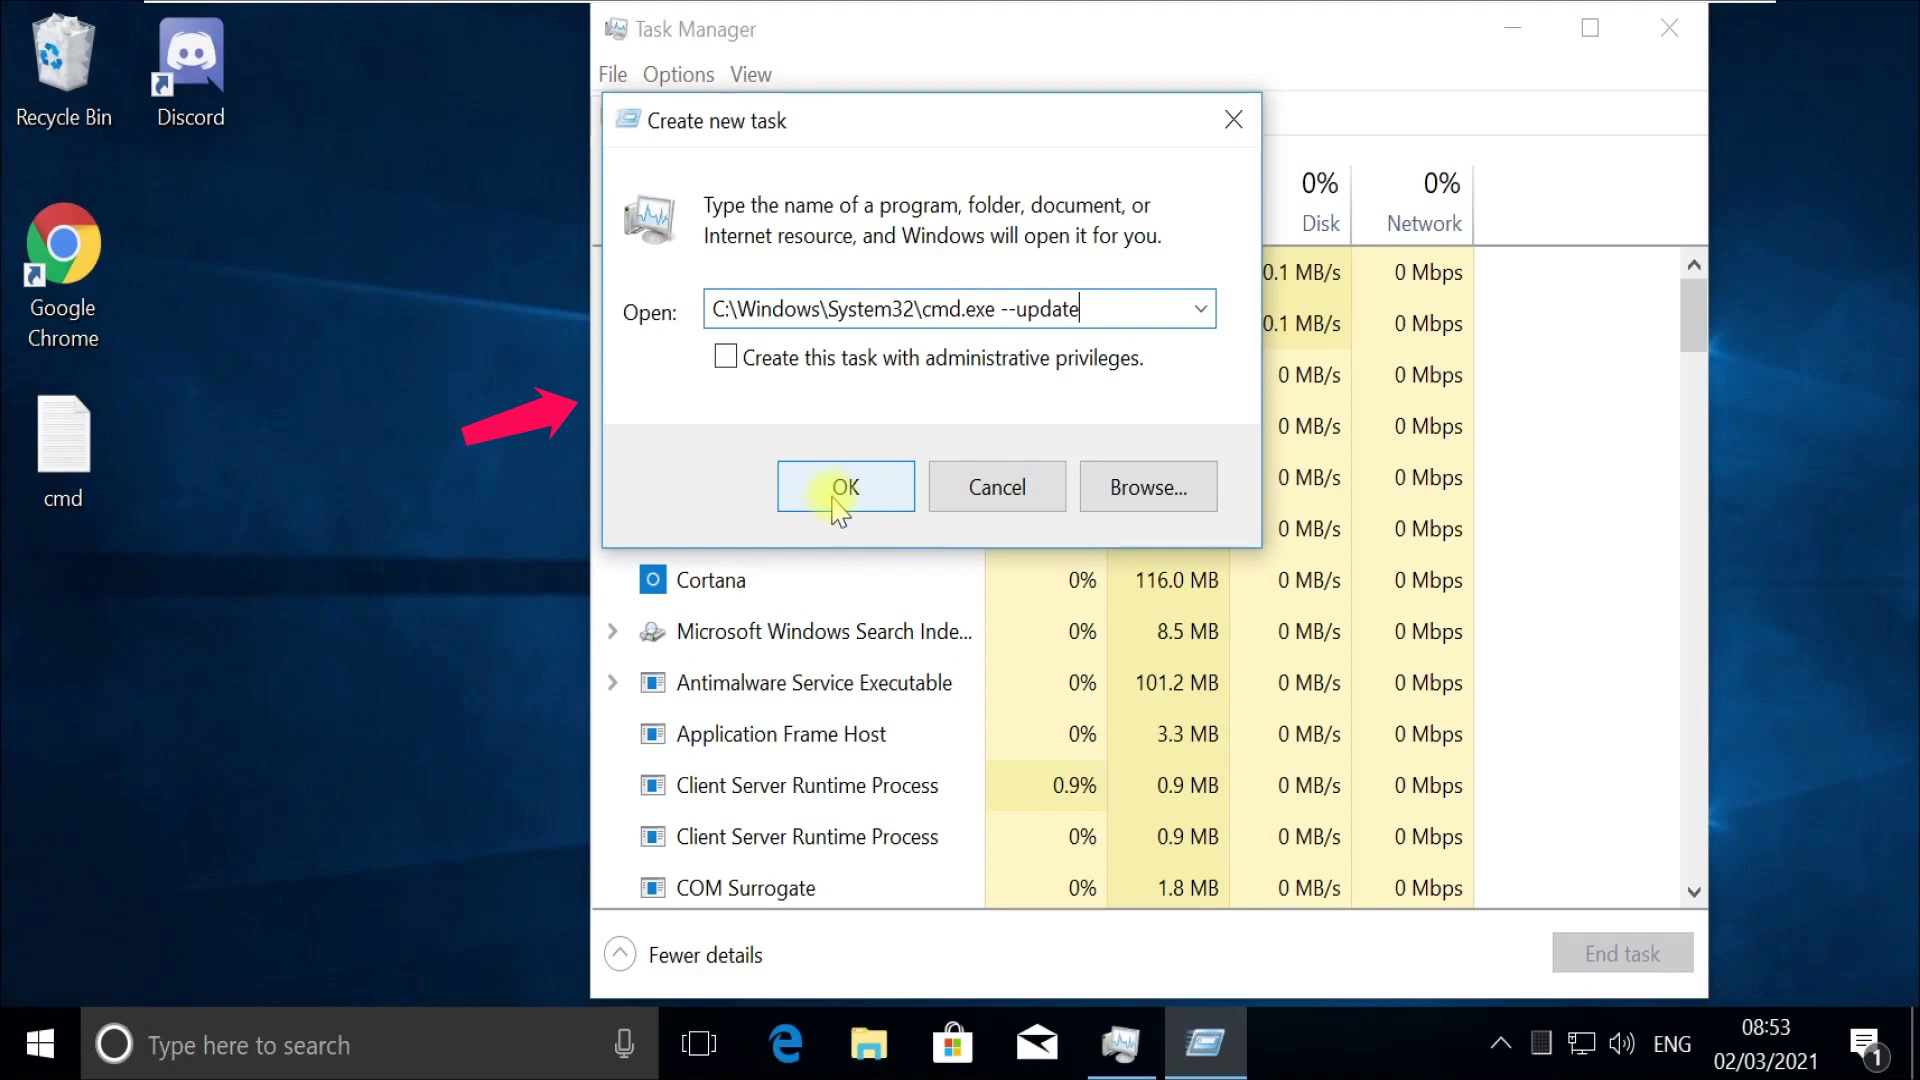 Recycle Bin
Discord
Google
Chrome
cmd
Task Manager
File Options View
Create new task
Type the name of a program, folder, document, or
Internet resource, and Windows will open it for you.
Open: C:\Windows\System32\cmd.exe --update
Create this task with administrative privileges.
OK Cancel Browse...
0% 0%
Disk Network
0.1 MB/s 0 Mbps
0.1 MB/s 0 Mbps
0 MB/s 0 Mbps
0 MB/s 0 Mbps
0 MB/s 0 Mbps
0 MB/s 0 Mbps
Cortana 0% 116.0 MB 0 MB/s 0 Mbps
Microsoft Windows Search Inde... 0% 8.5 MB 0 MB/s 0 Mbps
Antimalware Service Executable 0% 101.2 MB 0 MB/s 0 Mbps
Application Frame Host 0% 3.3 MB 0 MB/s 0 Mbps
Client Server Runtime Process 0.9% 0.9 MB 0 MB/s 0 Mbps
Client Server Runtime Process 0% 0.9 MB 0 MB/s 0 Mbps
COM Surrogate 0% 1.8 MB 0 MB/s 0 Mbps
Fewer details End task
Type here to search
ENG
08:53
02/03/2021
1